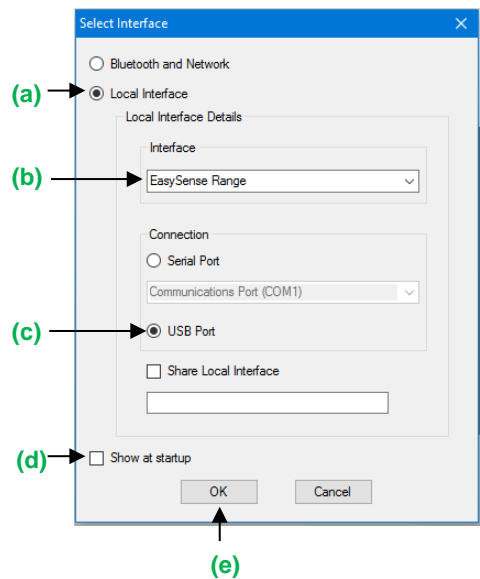 Select Interface
Bluetooth and Network
(a)
Local Interface
Local Interface Details
Interface
(b)
EasySense Range
Connection
Serial Port
Communications Port (COM1)
(c)
USB Port
Share Local Interface
(d)
Show at startup
OK Cancel
(e)